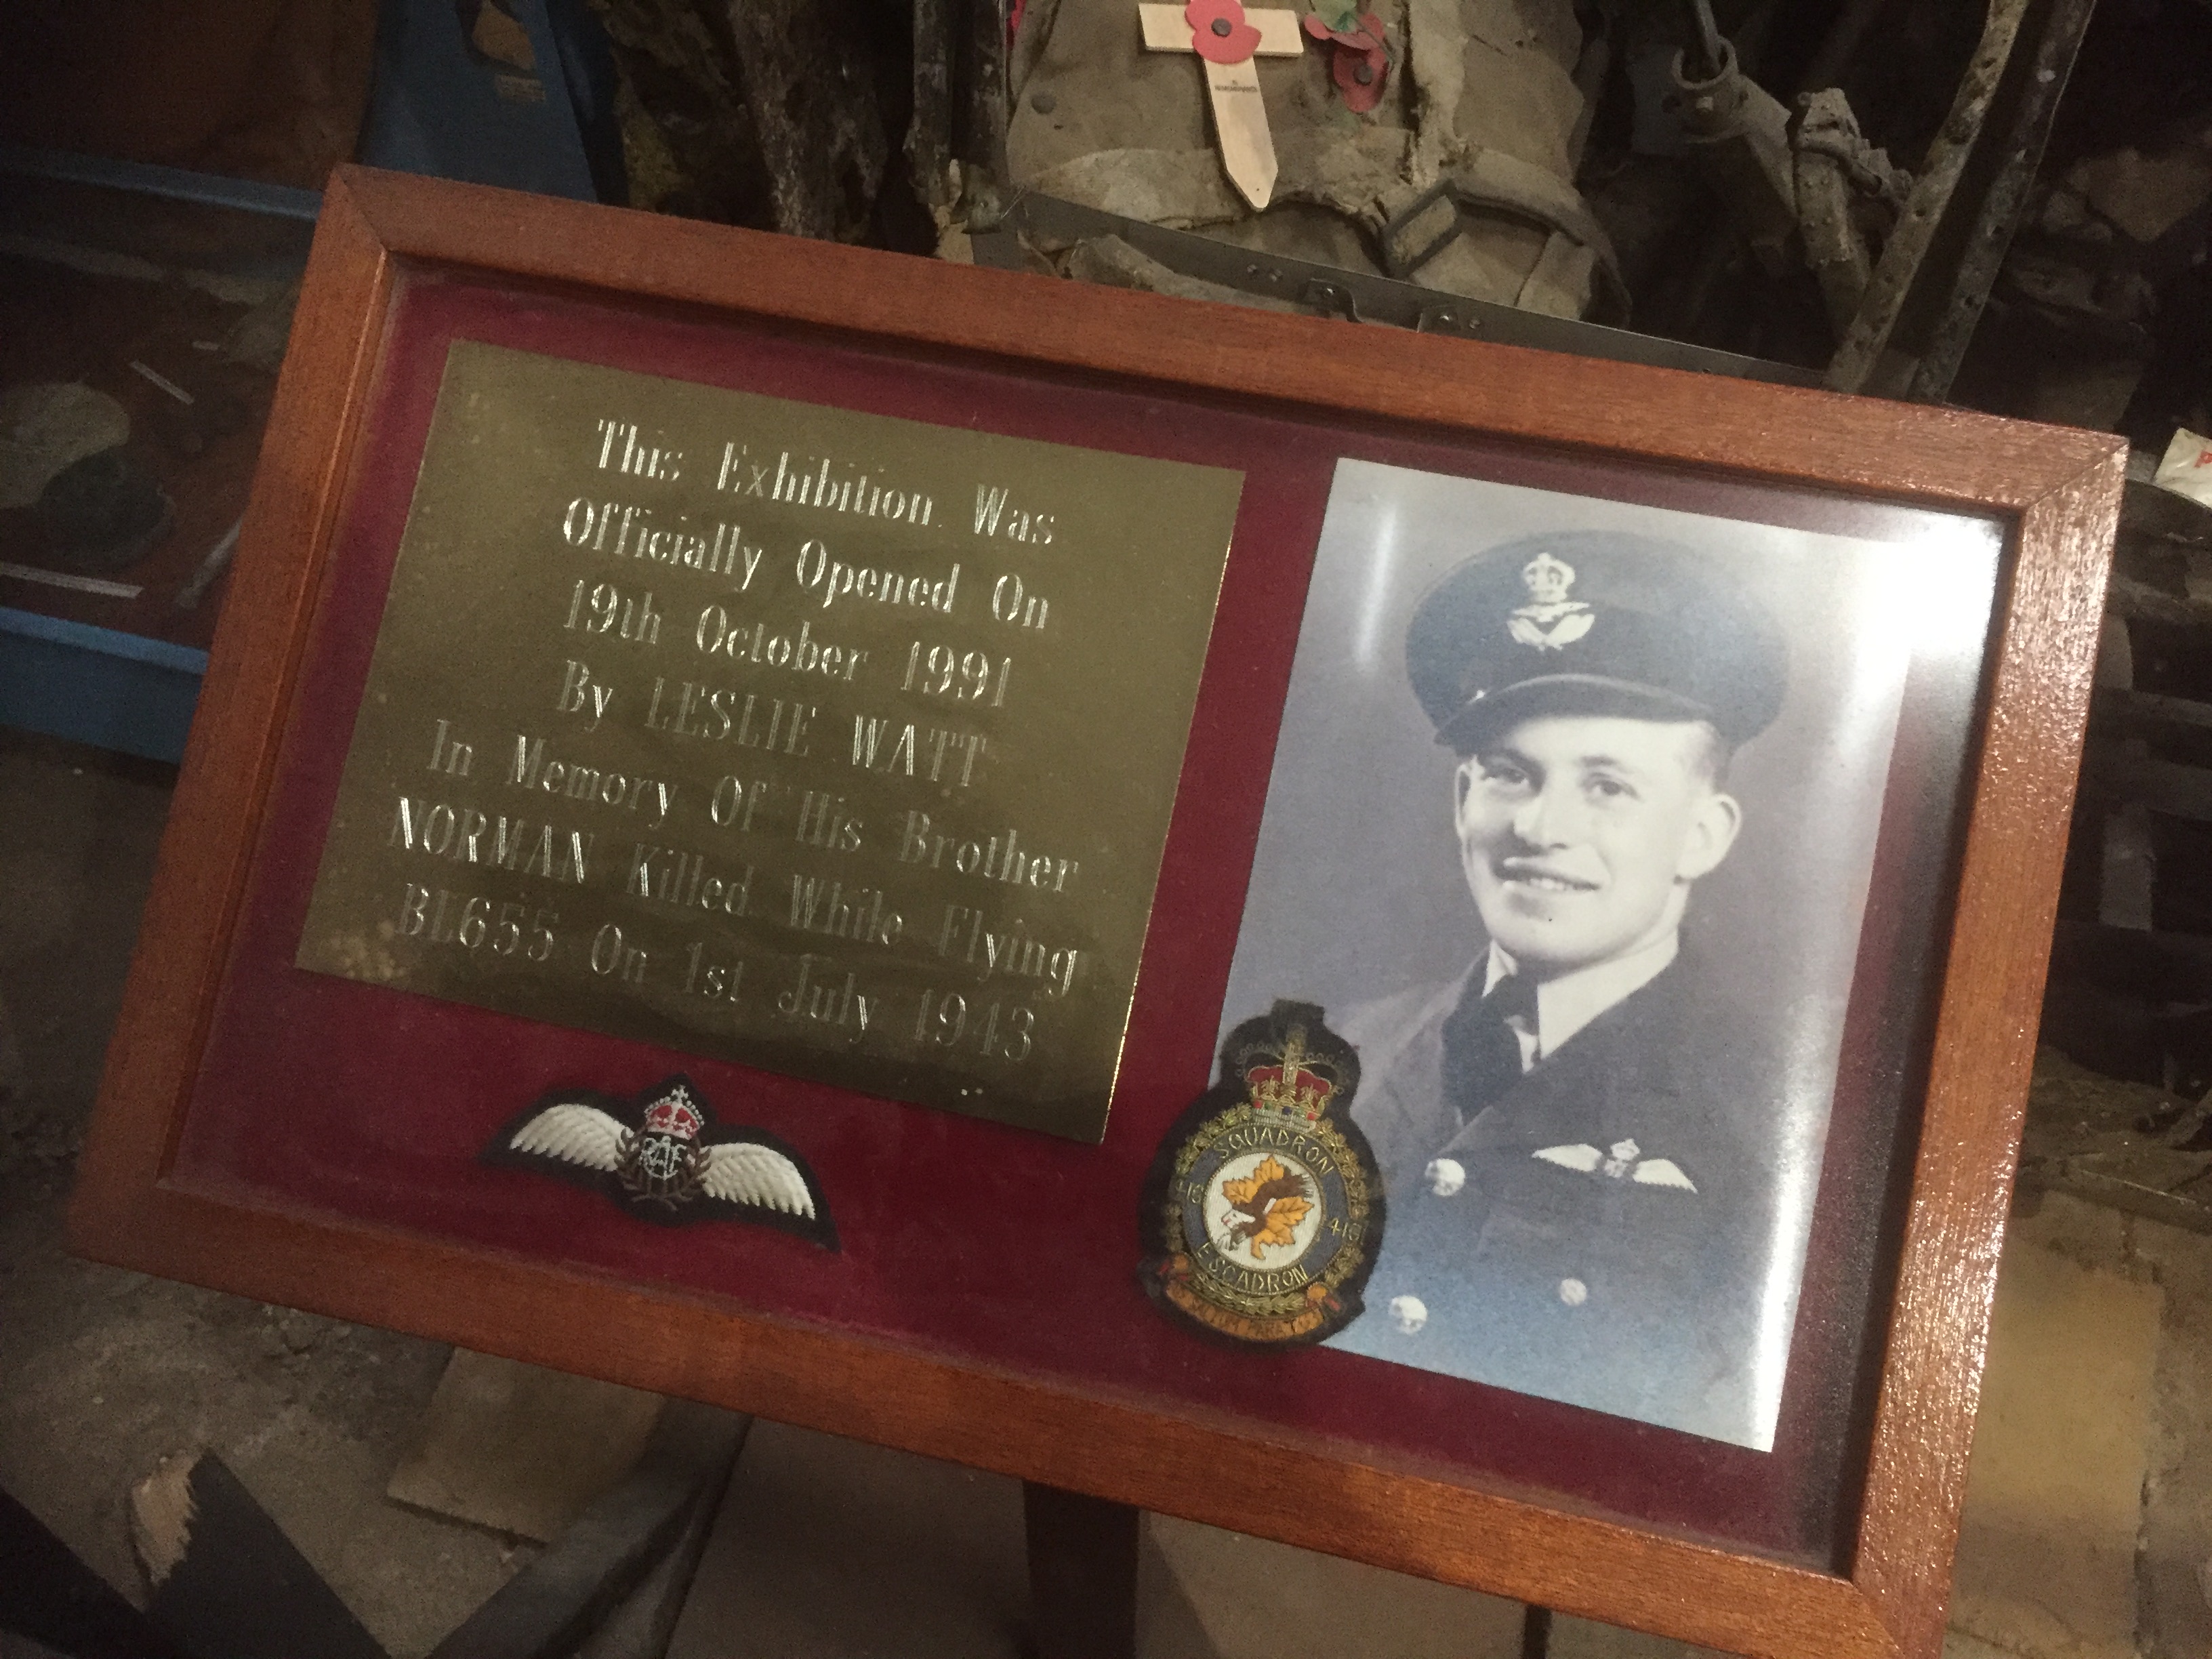 This Exhibition Was
Officially Opened On
19th October 1991
By LESLIE WATT
In Memory Of His Brother
NORMAN Killed While Flying
BL655 On 1st July 1943
RAF
SQUADRON
416
ESCADRON